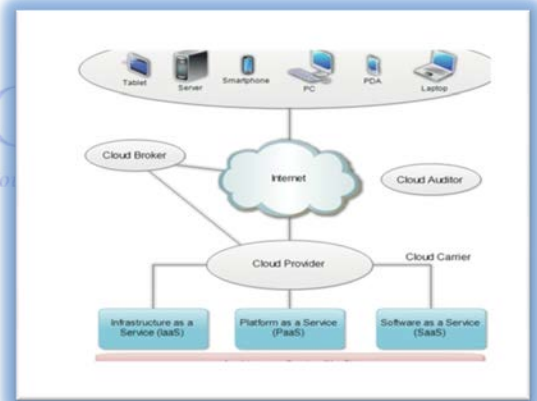 Tablet
Server
Smartphone
PC
PDA
Laptop
Cloud Broker
Internet
Cloud Auditor
Cloud Provider
Cloud Carrier
Infrastructure as a
Service (IaaS)
Platform as a Service
(PaaS)
Software as a Service
(SaaS)